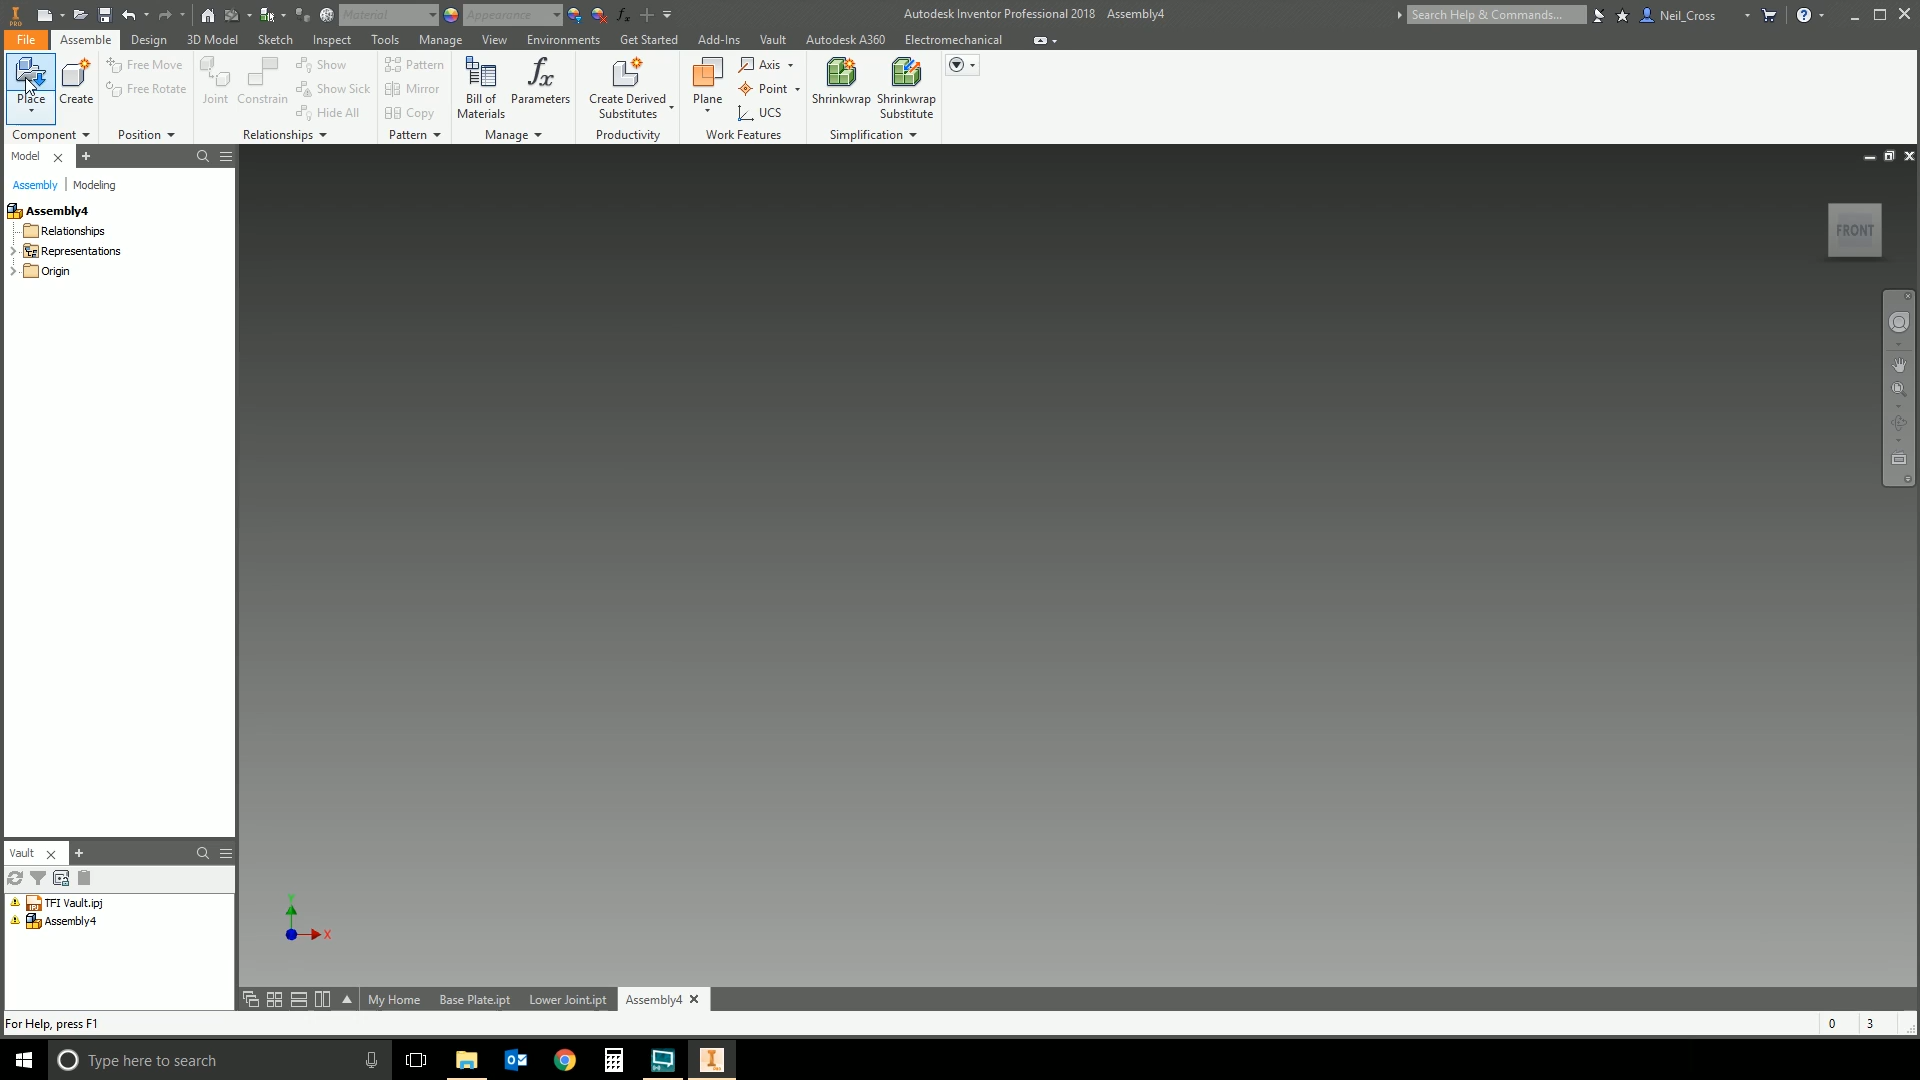 Material
Appearance
Autodesk Inventor Professional 2018 Assembly4
Search Help & Commands...
Neil_Cross
File Assemble Design 3D Model Sketch Inspect Tools Manage View Environments Get Started Add-Ins Vault Autodesk A360 Electromechanical
Place
Create
Component
Free Move
Free Rotate
Position
Joint
Constrain
Show
Show Sick
Hide All
Relationships
Pattern
Mirror
Copy
Pattern
Bill of
Materials
Parameters
Manage
Create Derived
Substitutes
Productivity
Plane
Axis
Point
UCS
Work Features
Shrinkwrap
Shrinkwrap
Substitute
Simplification
Model
Assembly | Modeling
Assembly4
Relationships
Representations
Origin
FRONT
Vault
TFI Vault.ipj
Assembly4
Y
X
My Home Base Plate.ipt Lower Joint.ipt Assembly4
For Help, press F1
0 3
Type here to search